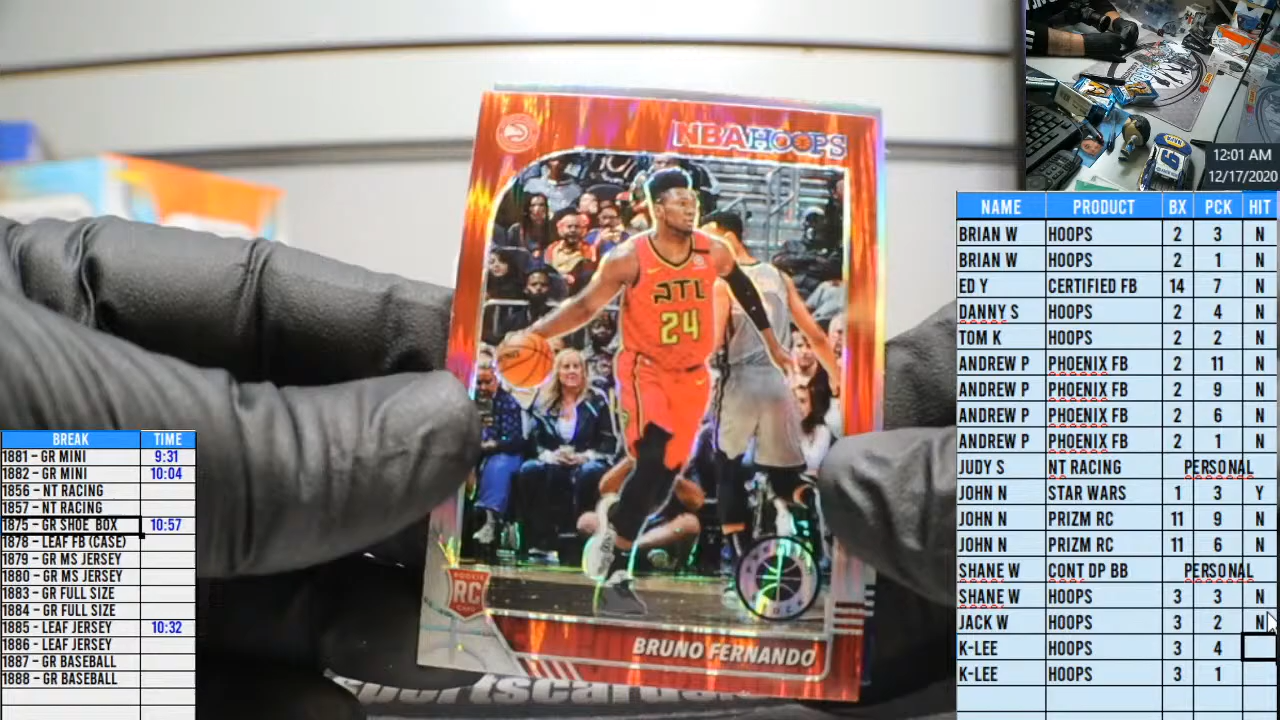 NBA HOOPS
ATL
24
RC
BRUNO FERNANDO
12:01 AM
12/17/2020
NAME PRODUCT BX PCK HIT
BRIAN W HOOPS 2 3 N
BRIAN W HOOPS 2 1 N
ED Y CERTIFIED FB 14 7 N
DANNY S HOOPS 2 4 N
TOM K HOOPS 2 2 N
ANDREW P PHOENIX FB 2 11 N
ANDREW P PHOENIX FB 2 9 N
ANDREW P PHOENIX FB 2 6 N
ANDREW P PHOENIX FB 2 1 N
JUDY S NT RACING PERSONAL
JOHN N STAR WARS 1 3 Y
JOHN N PRIZM RC 11 9 N
JOHN N PRIZM RC 11 6 N
SHANE W CONT DP BB PERSONAL
SHANE W HOOPS 3 3 N
JACK W HOOPS 3 2 N
K-LEE HOOPS 3 4
K-LEE HOOPS 3 1
BREAK TIME
1881 - GR MINI 9:31
1882 - GR MINI 10:04
1856 - NT RACING
1857 - NT RACING
1875 - GR SHOE BOX 10:57
1878 - LEAF FB (CASE)
1879 - GR MS JERSEY
1880 - GR MS JERSEY
1883 - GR FULL SIZE
1884 - GR FULL SIZE
1885 - LEAF JERSEY 10:32
1886 - LEAF JERSEY
1887 - GR BASEBALL
1888 - GR BASEBALL